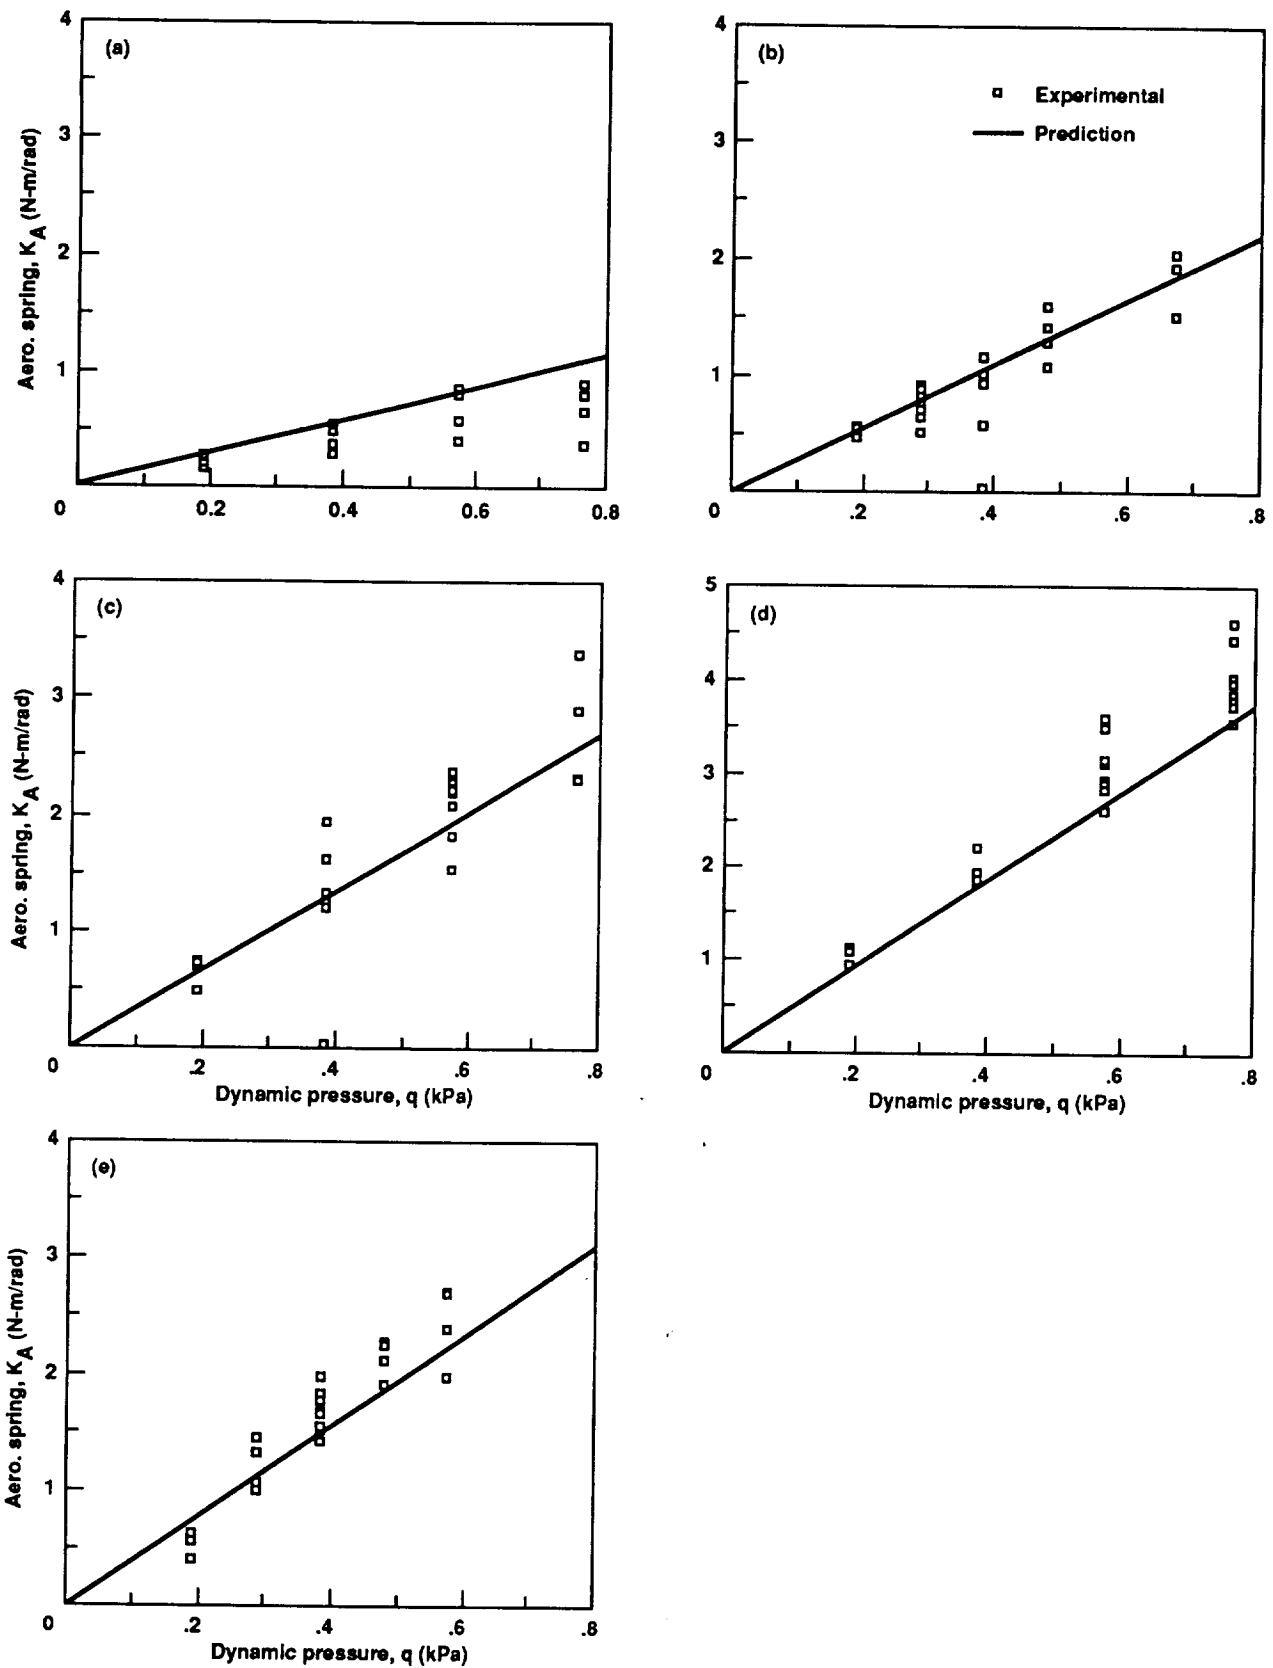 4
(a)
3
2
1
Aero. spring, KA (N-m/rad)
0 0.2 0.4 0.6 0.8
4
(b)
Experimental
Prediction
3
2
1
0 .2 .4 .6 .8
4
(c)
3
2
1
Aero. spring, KA (N-m/rad)
0 .2 .4 .6 .8
Dynamic pressure, q (kPa)
5
(d)
4
3
2
1
0 .2 .4 .6 .8
Dynamic pressure, q (kPa)
4
(e)
3
2
1
Aero. spring, KA (N-m/rad)
0 .2 .4 .6 .8
Dynamic pressure, q (kPa)